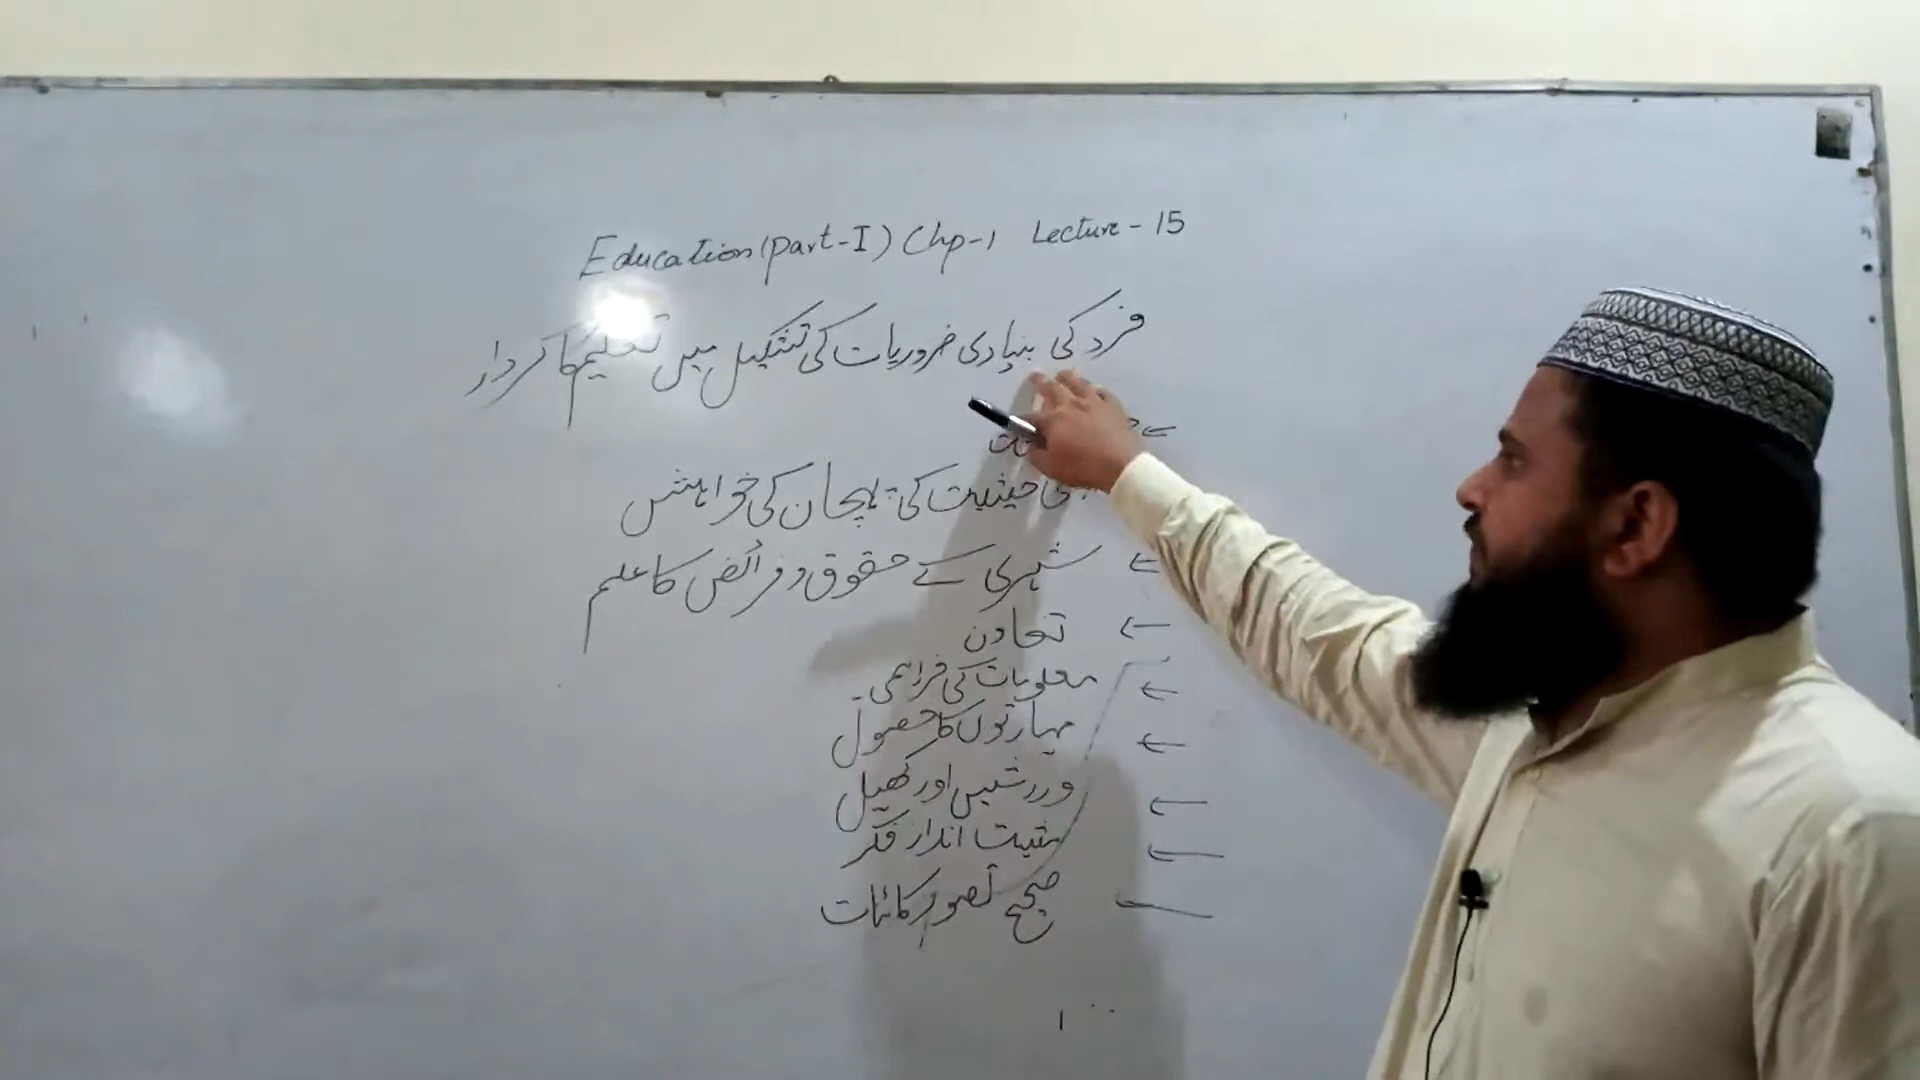 Education (Part-I) Chp-1 Lecture-15
فرد کی بنیادی ضروریات کی تشکیل میں تعلیم کا کردار
حیثیت کی پہچان کی خواہش
شہری کے حقوق و فرائض کا علم
تعاون
معلومات کی فراہمی
مہارتوں کا حصول
ورزشیں اور کھیل
مثبت انداز فکر
صحیح تصور کائنات